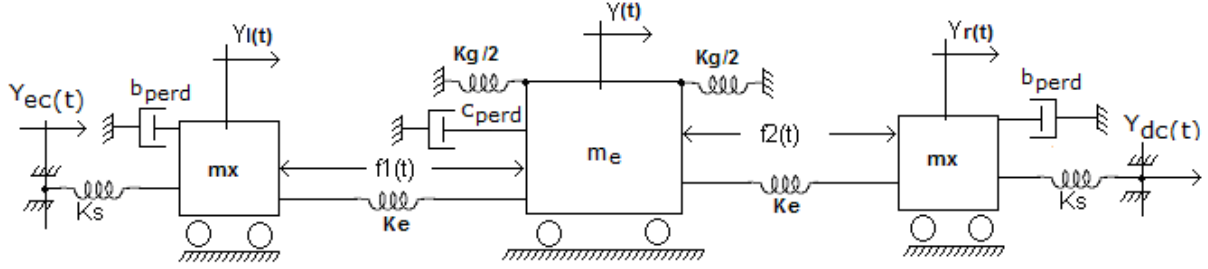 Yl(t)
Y(t)
Yr(t)
Kg/2
Kg/2
bperd
bperd
Yec(t)
cperd
Ydc(t)
mx
f1(t)
me
f2(t)
mx
Ks
Ke
Ke
Ks